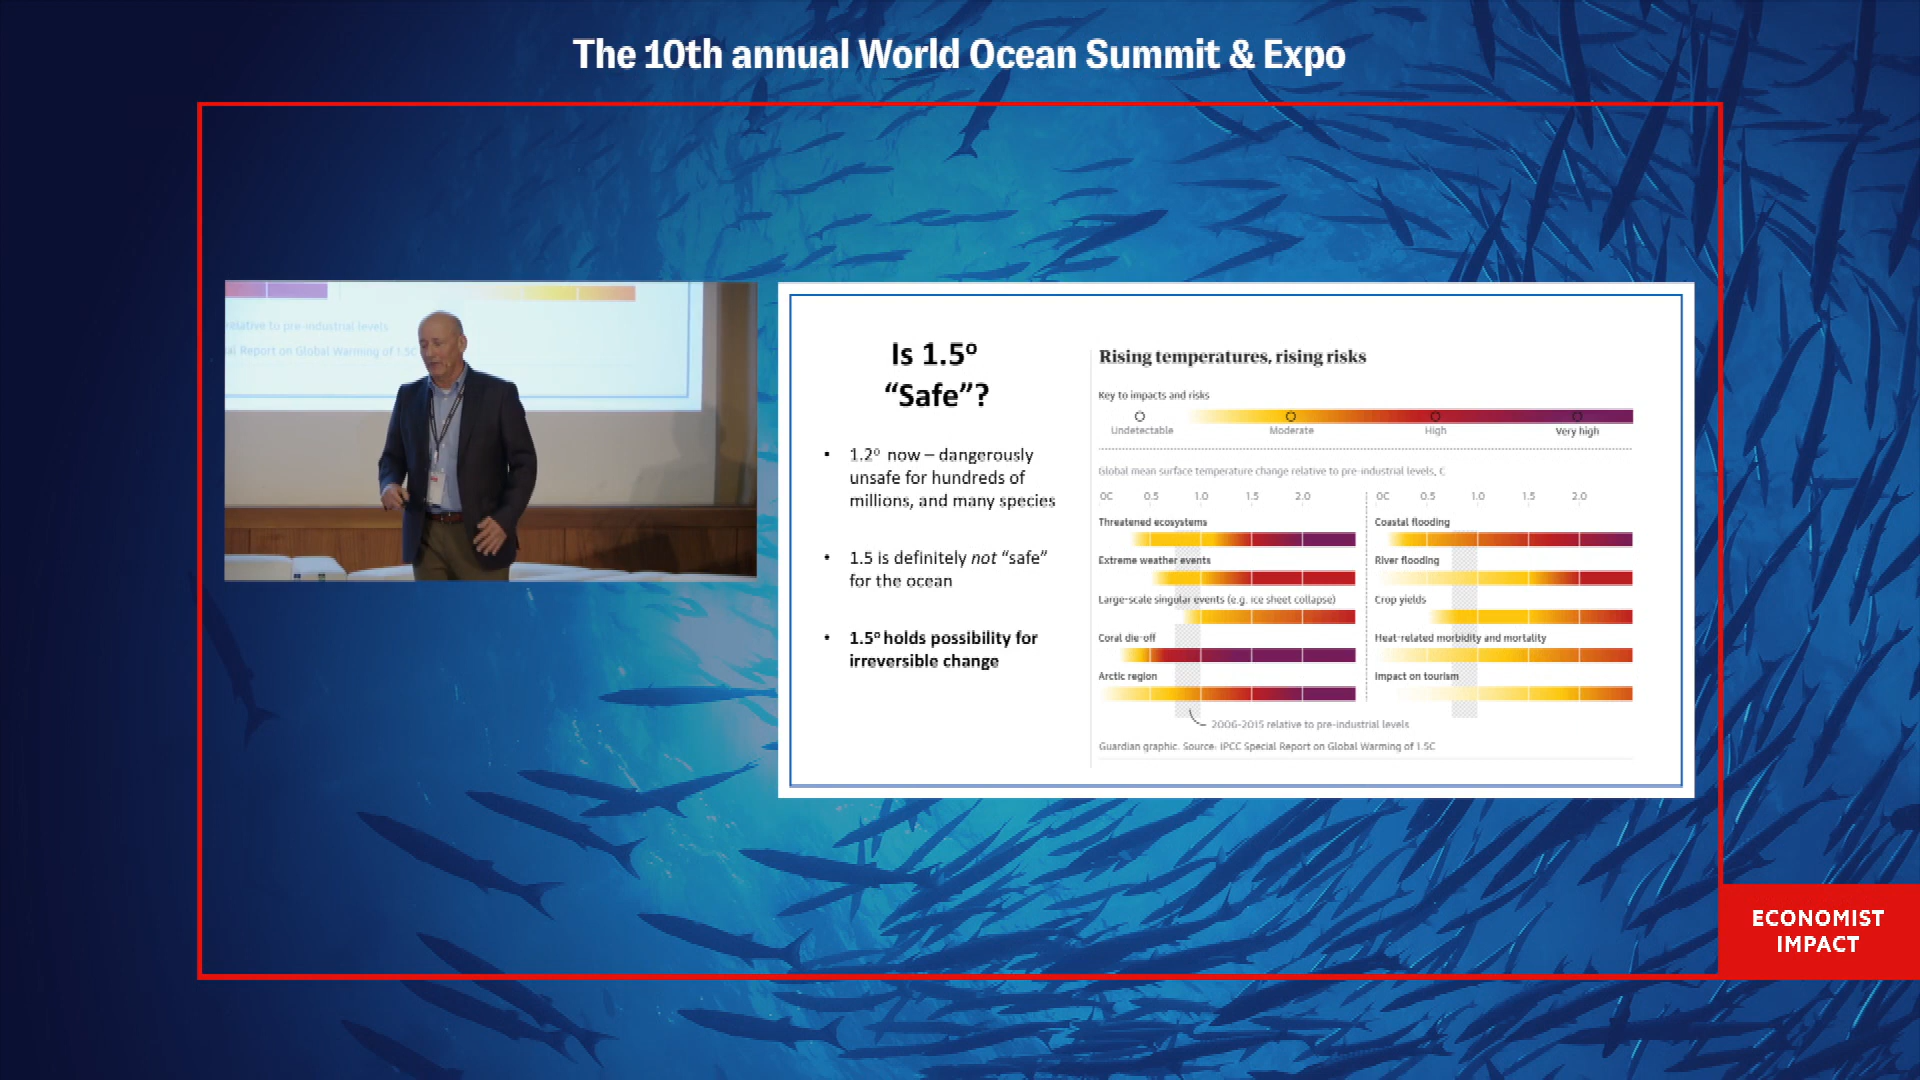 The 10th annual World Ocean Summit & Expo
relative to pre-industrial levels
al Report on Global Warming of 1.5C
Is 1.5º
“Safe”?
• 1.2º now – dangerously
unsafe for hundreds of
millions, and many species
• 1.5 is definitely not “safe”
for the ocean
• 1.5º holds possibility for
irreversible change
Rising temperatures, rising risks
Key to impacts and risks
Undetectable Moderate High Very high
Global mean surface temperature change relative to pre-industrial levels, C
0C 0.5 1.0 1.5 2.0 0C 0.5 1.0 1.5 2.0
Threatened ecosystems
Extreme weather events
Large-scale singular events (e.g. ice sheet collapse)
Coral die-off
Arctic region
Coastal flooding
River flooding
Crop yields
Heat-related morbidity and mortality
Impact on tourism
2006-2015 relative to pre-industrial levels
Guardian graphic. Source: IPCC Special Report on Global Warming of 1.5C
ECONOMIST
IMPACT